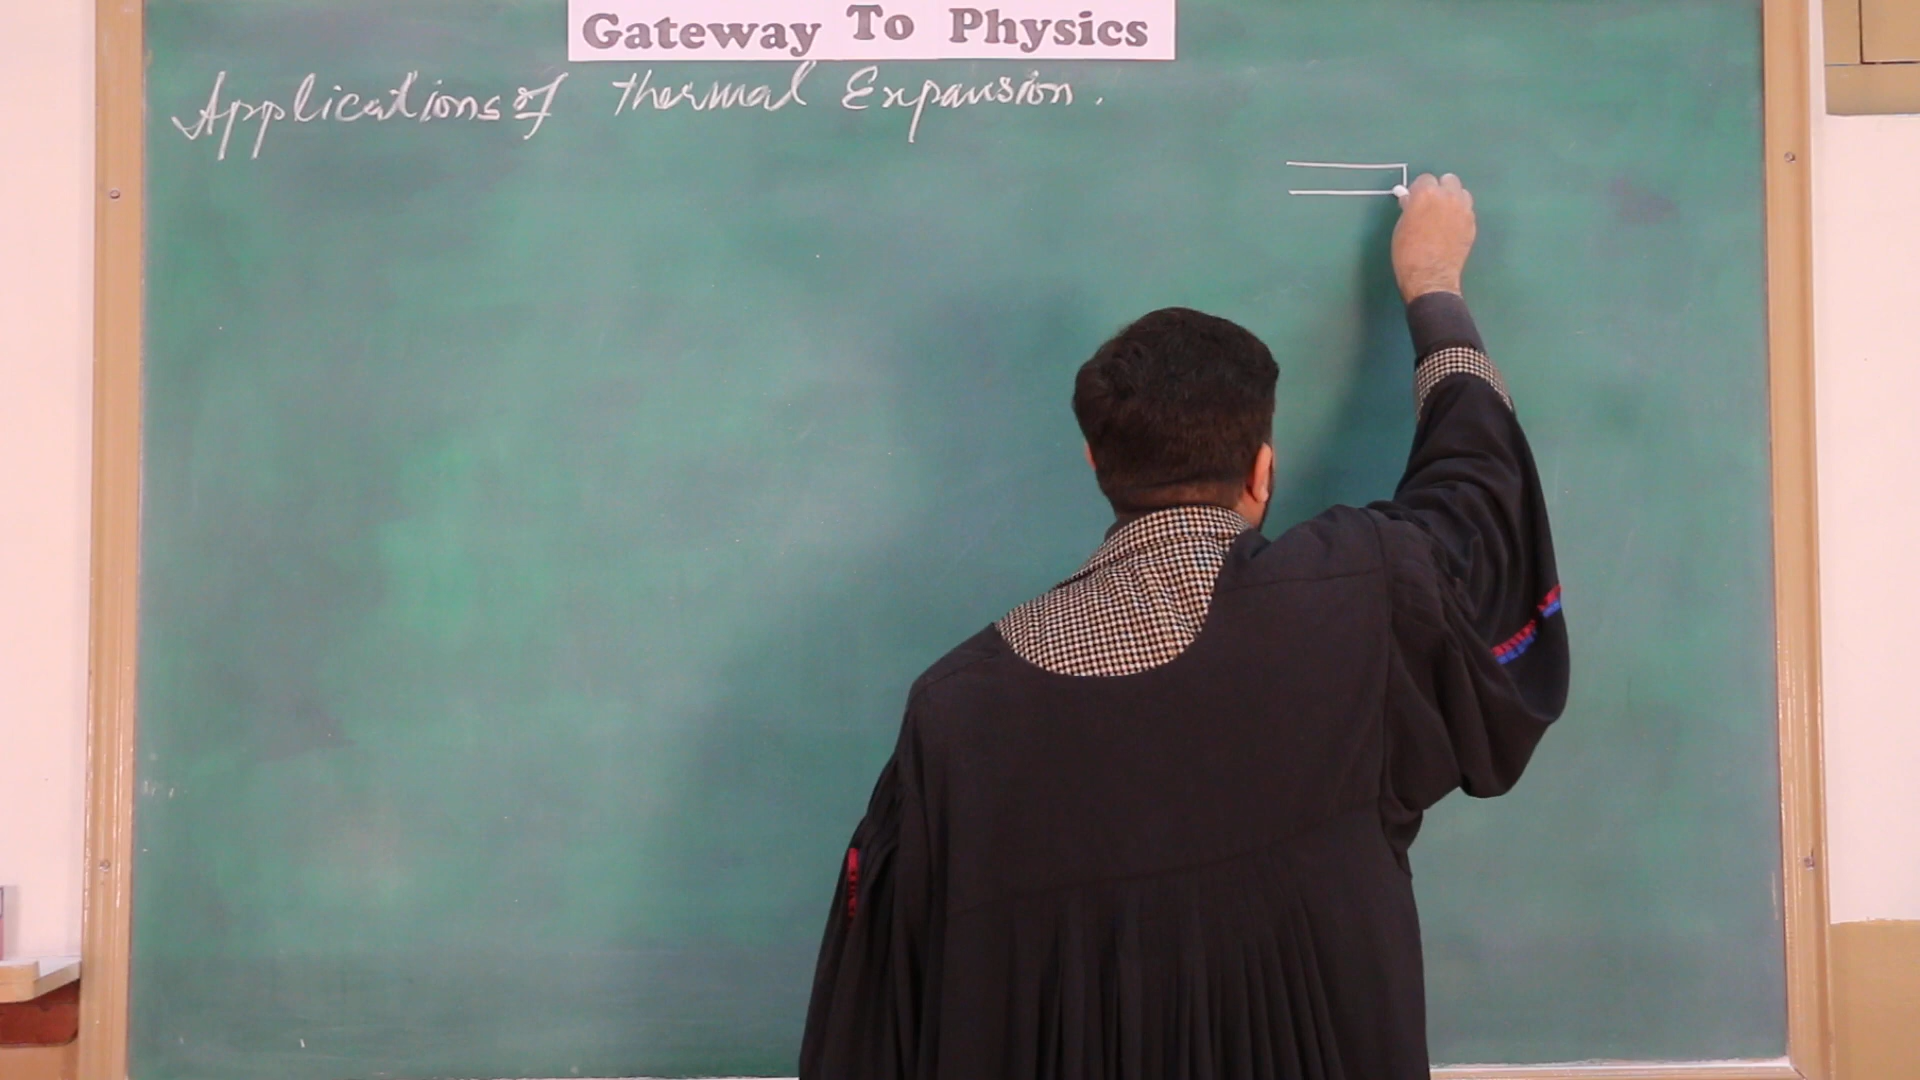 Gateway To Physics
Applications of thermal Expansion.